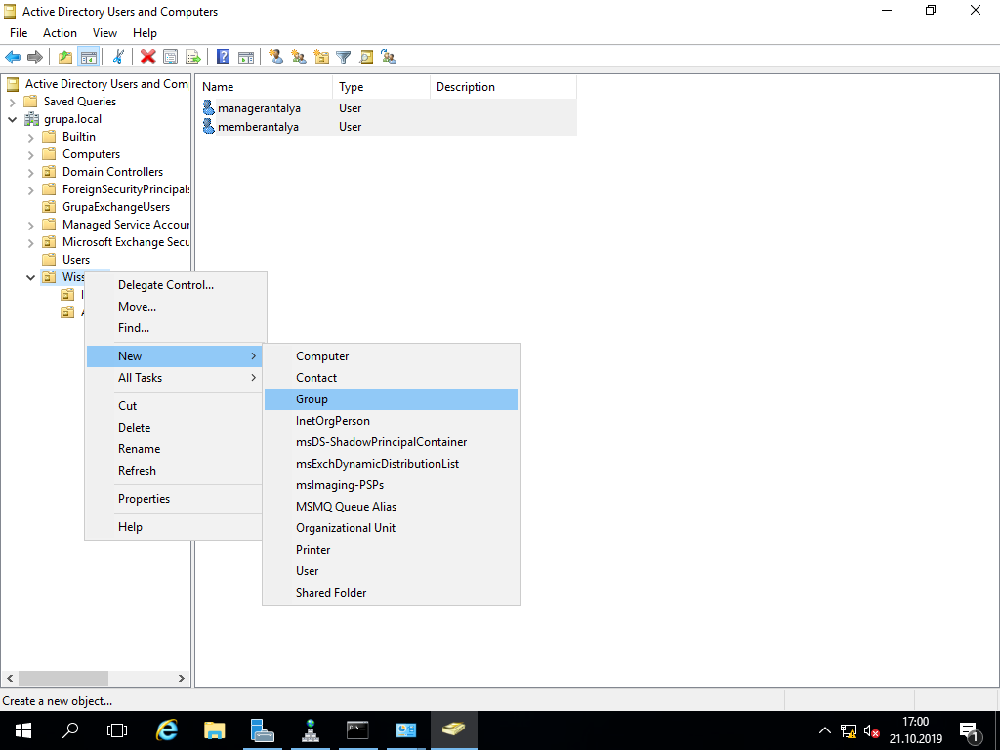 Active Directory Users and Computers
File Action View Help
Active Directory Users and Com
Saved Queries
grupa.local
Builtin
Computers
Domain Controllers
ForeignSecurityPrincipals
GrupaExchangeUsers
Managed Service Accour
Microsoft Exchange Secu
Users
Wiss
Name Type Description
managerantalya User
memberantalya User
Delegate Control...
Move...
Find...
New
All Tasks
Cut
Delete
Rename
Refresh
Properties
Help
Computer
Contact
Group
InetOrgPerson
msDS-ShadowPrincipalContainer
msExchDynamicDistributionList
msImaging-PSPs
MSMQ Queue Alias
Organizational Unit
Printer
User
Shared Folder
Create a new object...
17:00
21.10.2019
1